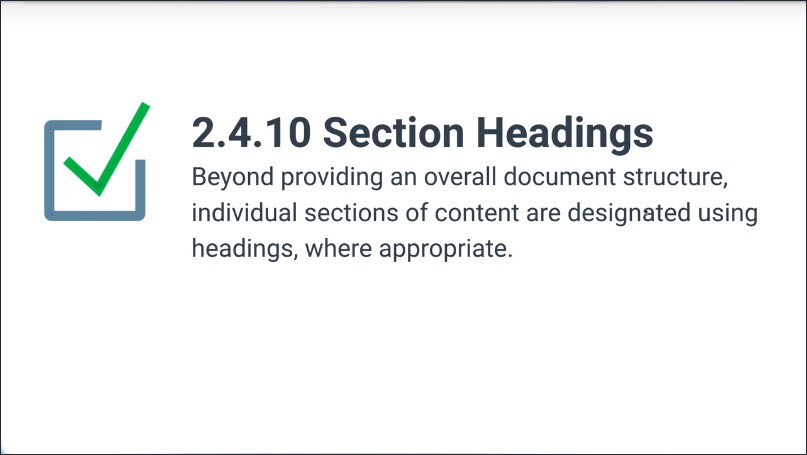 2.4.10 Section Headings
Beyond providing an overall document structure,
individual sections of content are designated using
headings, where appropriate.